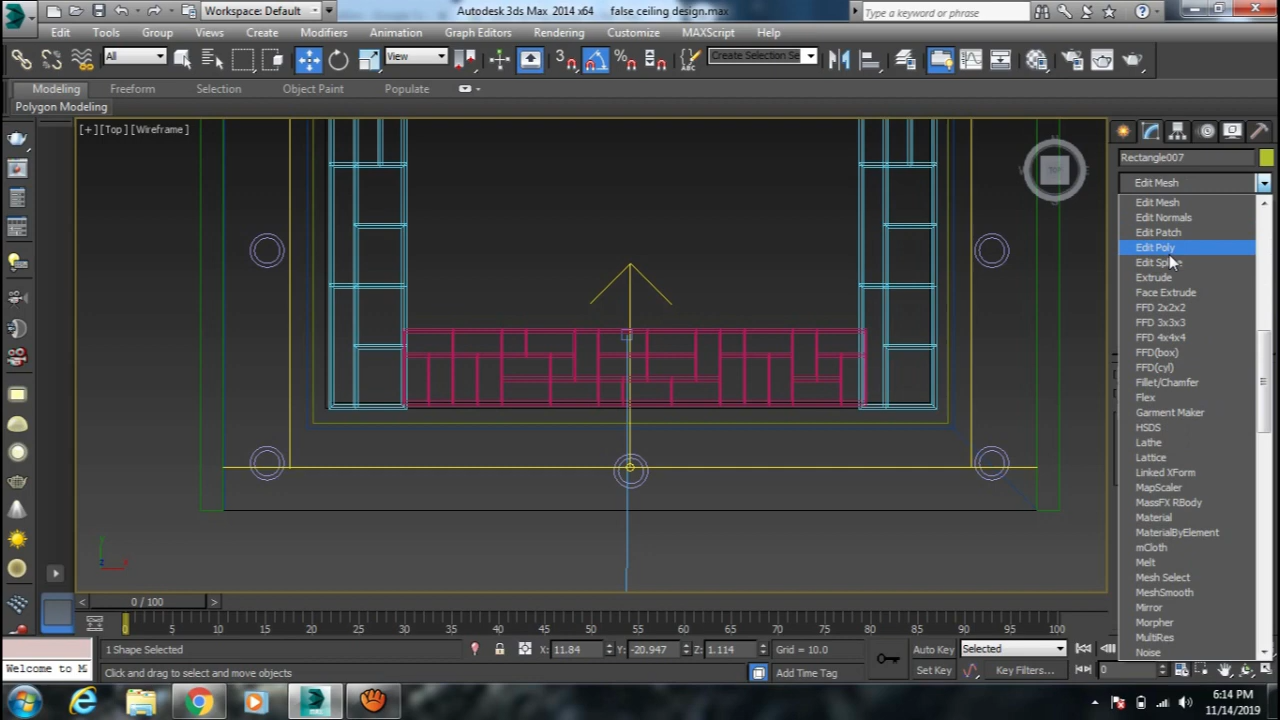 Workspace: Default
Autodesk 3ds Max 2014 x64    false ceiling design.max
Type a keyword or phrase
Edit Tools Group Views Create Modifiers Animation Graph Editors Rendering Customize MAXScript Help
All View Create Selection Se
Modeling Freeform Selection Object Paint Populate
Polygon Modeling
[+] [Top] [Wireframe]
Rectangle007
Edit Mesh
Edit Mesh
Edit Normals
Edit Patch
Edit Poly
Edit Spline
Extrude
Face Extrude
FFD 2x2x2
FFD 3x3x3
FFD 4x4x4
FFD(box)
FFD(cyl)
Fillet/Chamfer
Flex
Garment Maker
HSDS
Lathe
Lattice
Linked XForm
MapScaler
MassFX RBody
Material
MaterialByElement
mCloth
Melt
Mesh Select
MeshSmooth
Mirror
Morpher
MultiRes
Noise
TOP
0 / 100
0 5 10 15 20 25 30 35 40 45 50 55 60 65 70 75 80 85 90 95 100
1 Shape Selected
X: 11.84 Y: -20.947 Z: 1.114 Grid = 10.0
Auto Key Selected
Welcome to M
Click and drag to select and move objects
Add Time Tag
Set Key Key Filters... 0
6:14 PM
11/14/2019